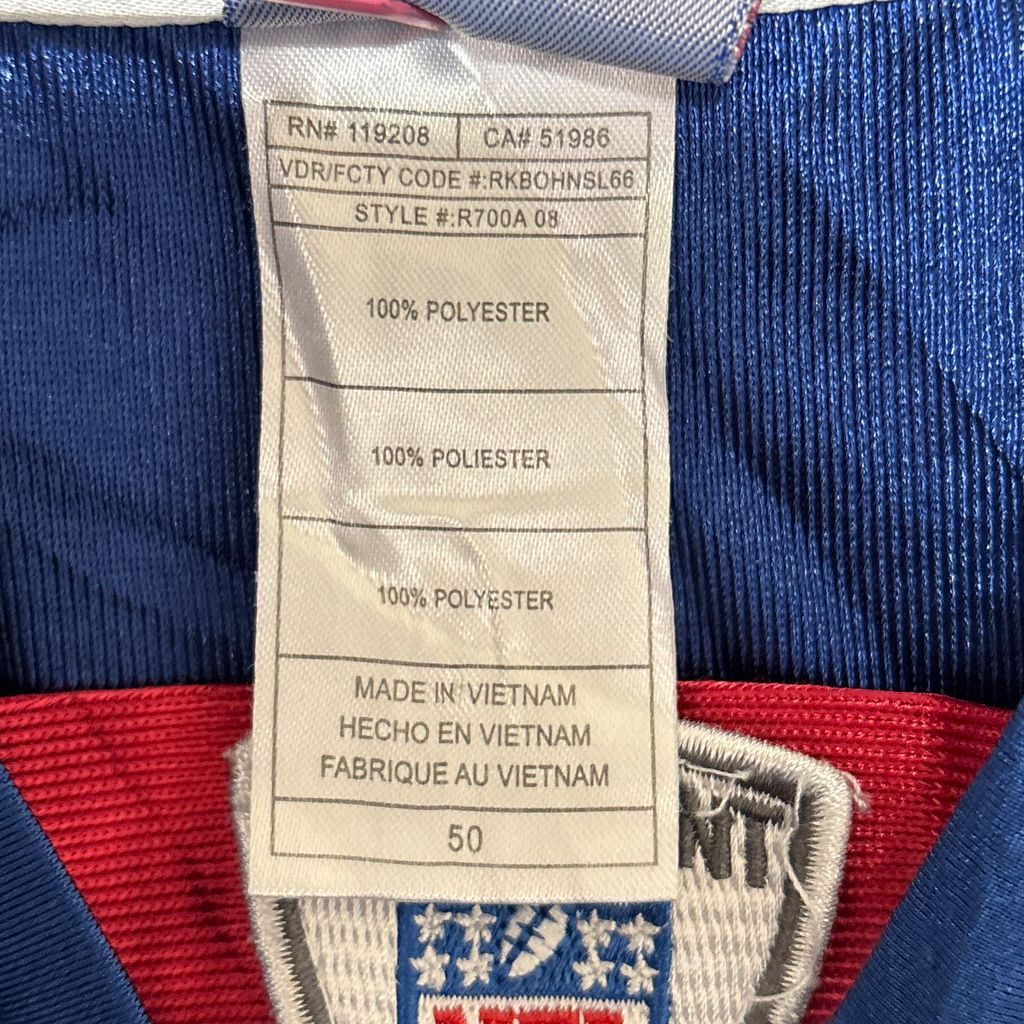 RN# 119208 CA# 51986
VDR/FCTY CODE #:RKBOHNSL66
STYLE #:R700A 08
100% POLYESTER
100% POLIESTER
100% POLYESTER
MADE IN VIETNAM
HECHO EN VIETNAM
FABRIQUE AU VIETNAM
50